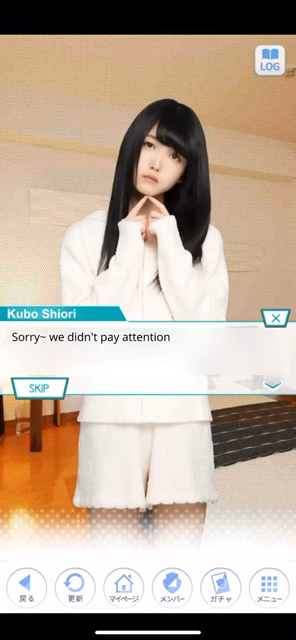 LOG
Kubo Shiori
Sorry~ we didn't pay attention
SKIP
戻る
更新
マイページ
メンバー
ガチャ
メニュー